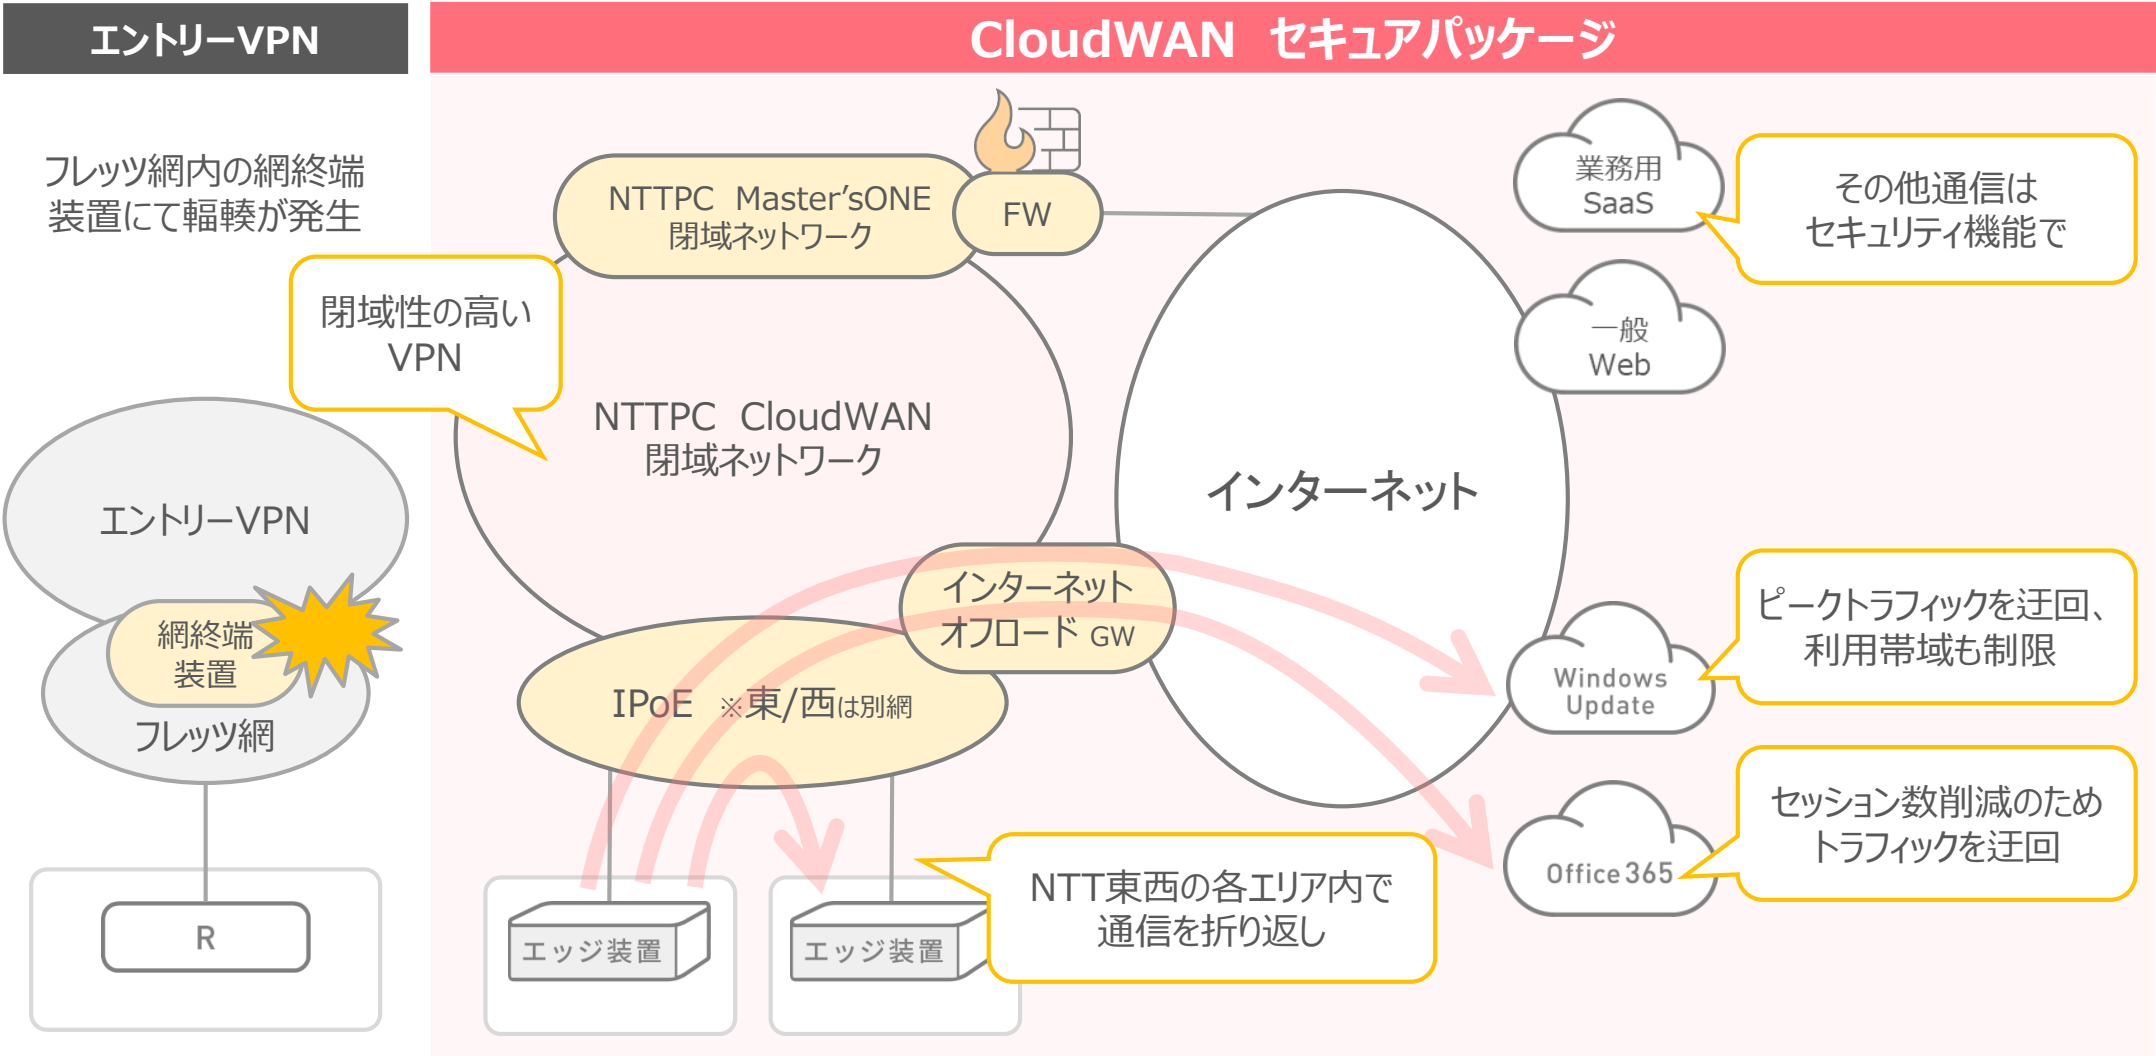 エントリーVPN
フレッツ網内の網終端
装置にて輻輳が発生
エントリーVPN
網終端
装置
フレッツ網
R
CloudWAN セキュアパッケージ
NTTPC Master'sONE
閉域ネットワーク
FW
閉域性の高い
VPN
NTTPC CloudWAN
閉域ネットワーク
インターネット
インターネット
オフロード GW
IPoE ※東/西は別網
エッジ装置
エッジ装置
NTT東西の各エリア内で
通信を折り返し
業務用
SaaS
その他通信は
セキュリティ機能で
一般
Web
Windows
Update
ピークトラフィックを迂回、
利用帯域も制限
Office365
セッション数削減のため
トラフィックを迂回